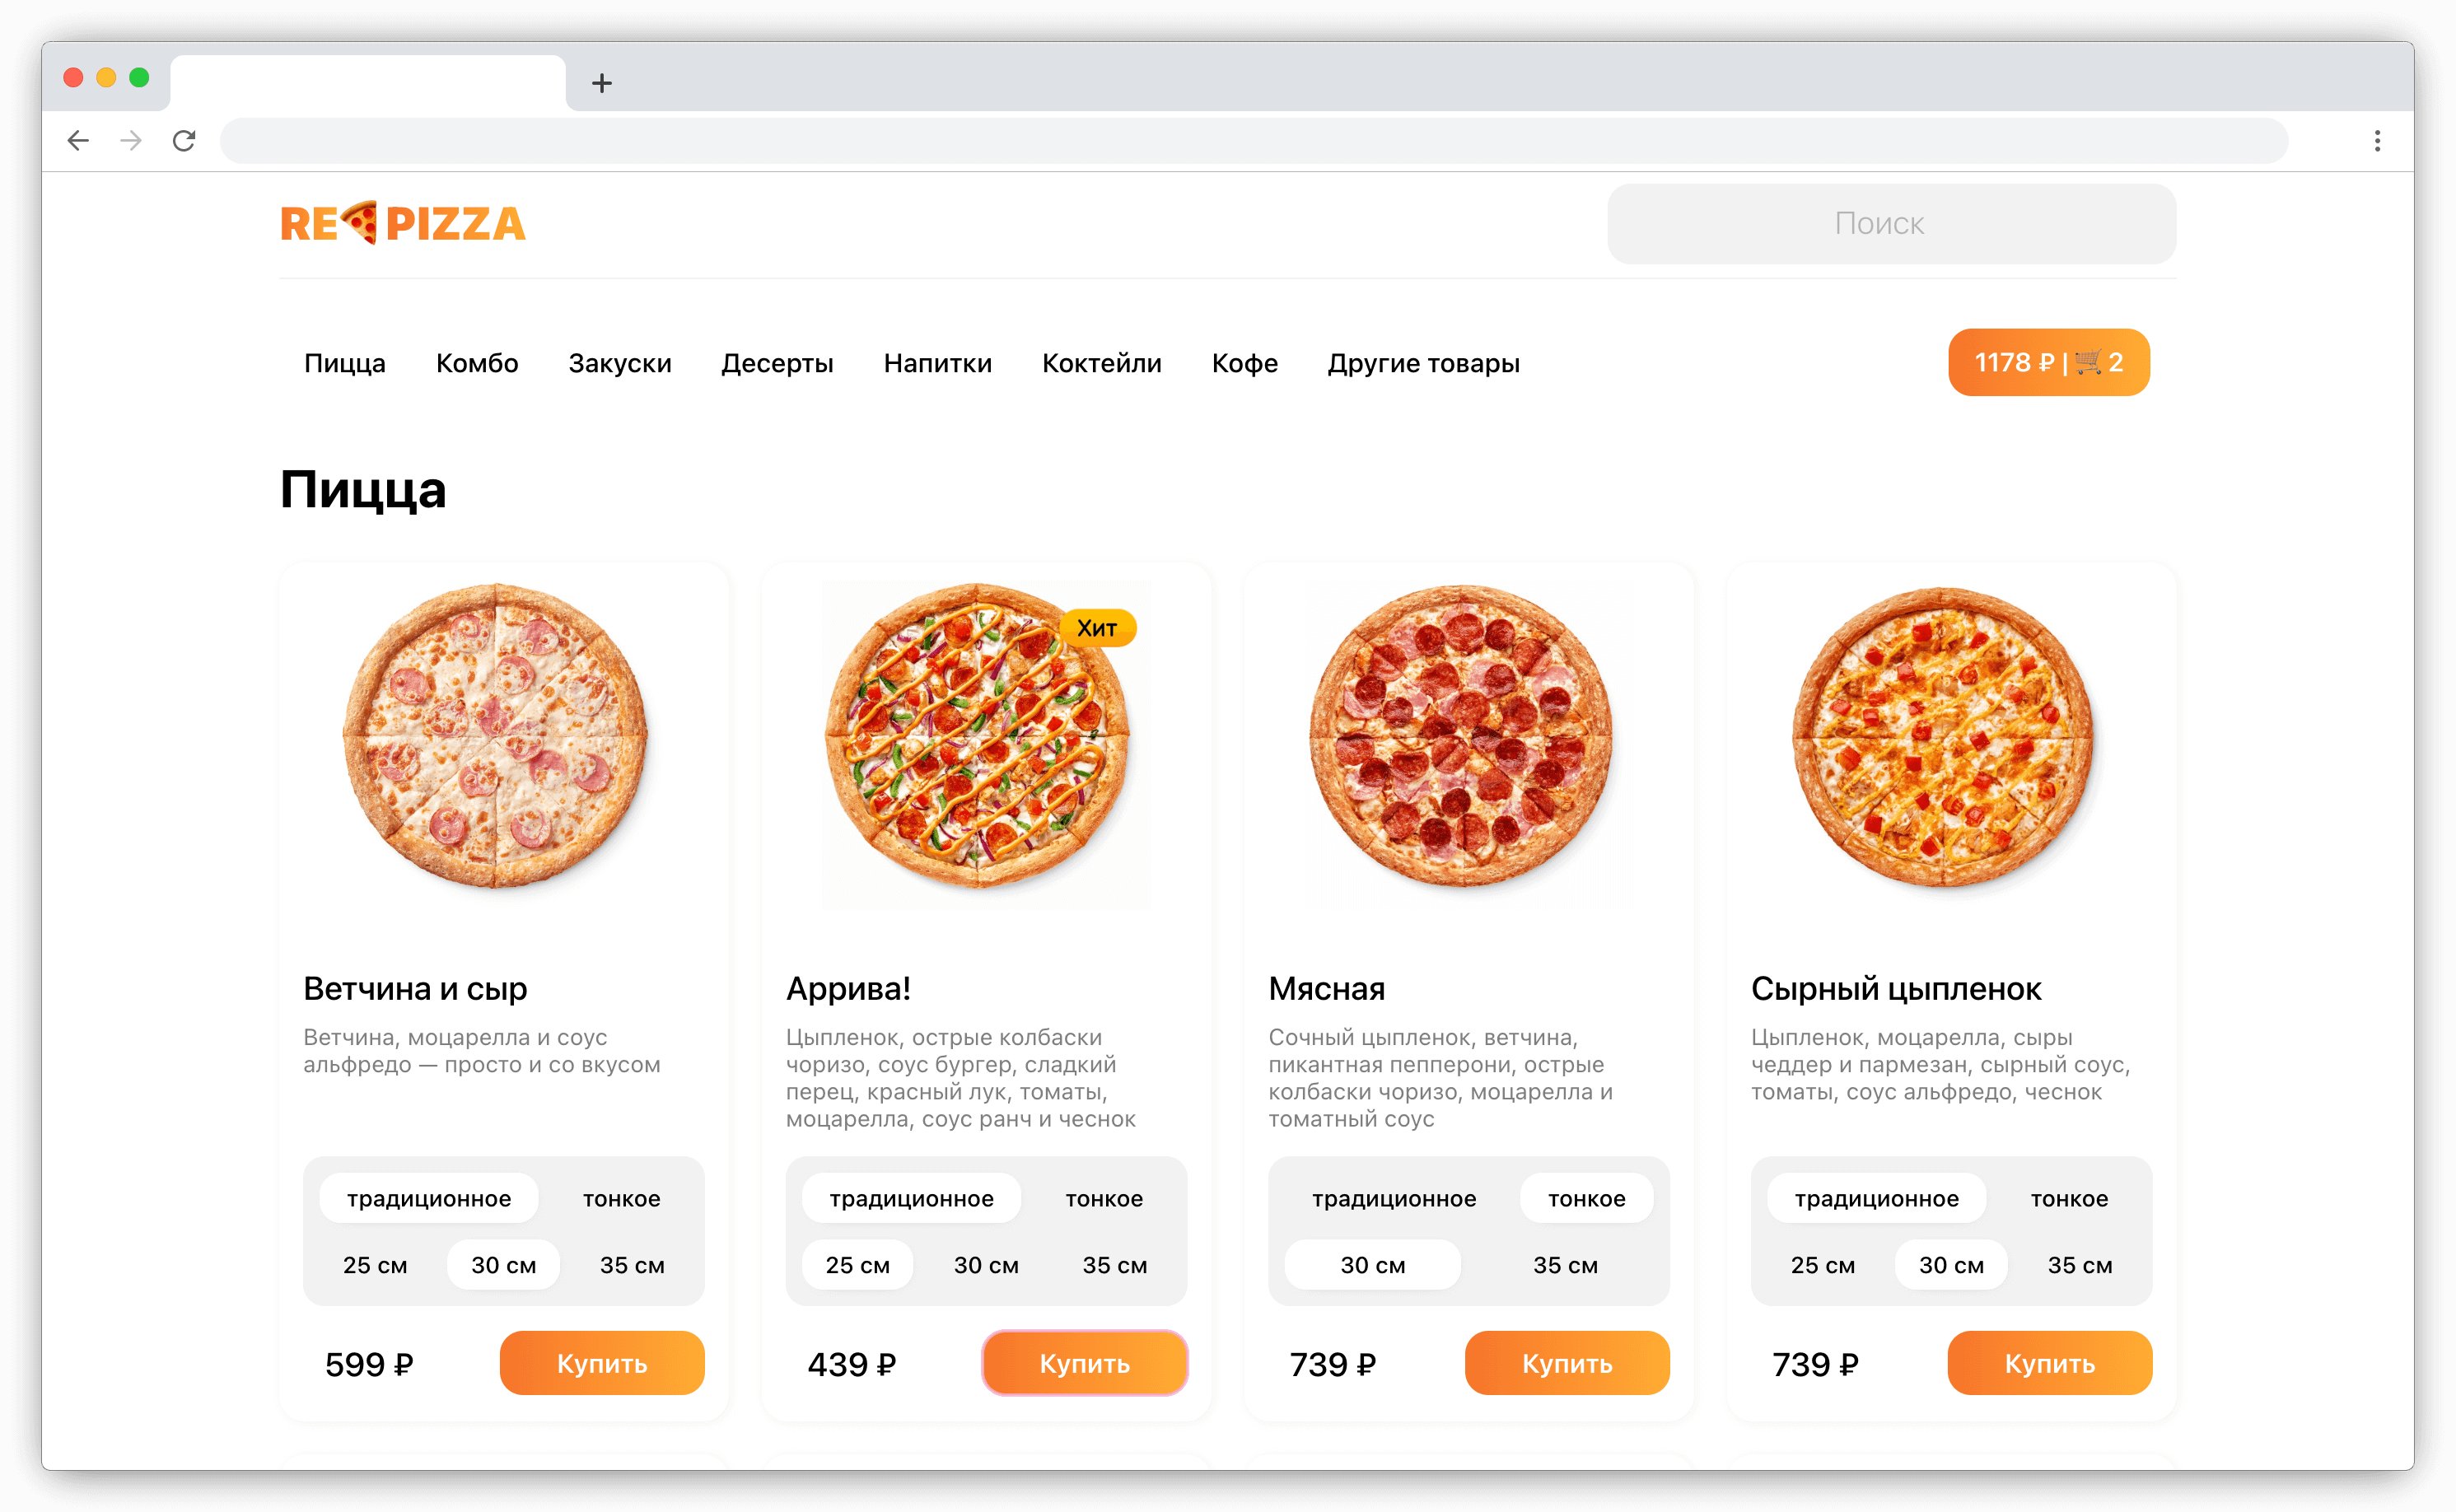 RE PIZZA
Поиск
Пицца Комбо Закуски Десерты Напитки Коктейли Кофе Другие товары
1178 ₽ | 🛒 2
Пицца
Хит
Ветчина и сыр
Ветчина, моцарелла и соус
альфредо — просто и со вкусом
традиционное тонкое
25 см 30 см 35 см
599 ₽ Купить
Аррива!
Цыпленок, острые колбаски
чоризо, соус бургер, сладкий
перец, красный лук, томаты,
моцарелла, соус ранч и чеснок
традиционное тонкое
25 см 30 см 35 см
439 ₽ Купить
Мясная
Сочный цыпленок, ветчина,
пикантная пепперони, острые
колбаски чоризо, моцарелла и
томатный соус
традиционное тонкое
30 см 35 см
739 ₽ Купить
Сырный цыпленок
Цыпленок, моцарелла, сыры
чеддер и пармезан, сырный соус,
томаты, соус альфредо, чеснок
традиционное тонкое
25 см 30 см 35 см
739 ₽ Купить